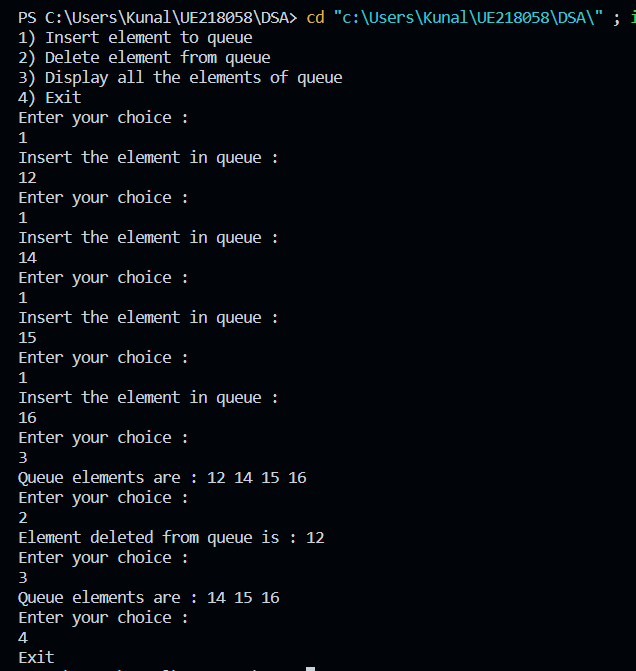 PS C:\Users\Kunal\UE218058\DSA> cd "c:\Users\Kunal\UE218058\DSA\" ; i
1) Insert element to queue
2) Delete element from queue
3) Display all the elements of queue
4) Exit
Enter your choice :
1
Insert the element in queue :
12
Enter your choice :
1
Insert the element in queue :
14
Enter your choice :
1
Insert the element in queue :
15
Enter your choice :
1
Insert the element in queue :
16
Enter your choice :
3
Queue elements are : 12 14 15 16
Enter your choice :
2
Element deleted from queue is : 12
Enter your choice :
3
Queue elements are : 14 15 16
Enter your choice :
4
Exit